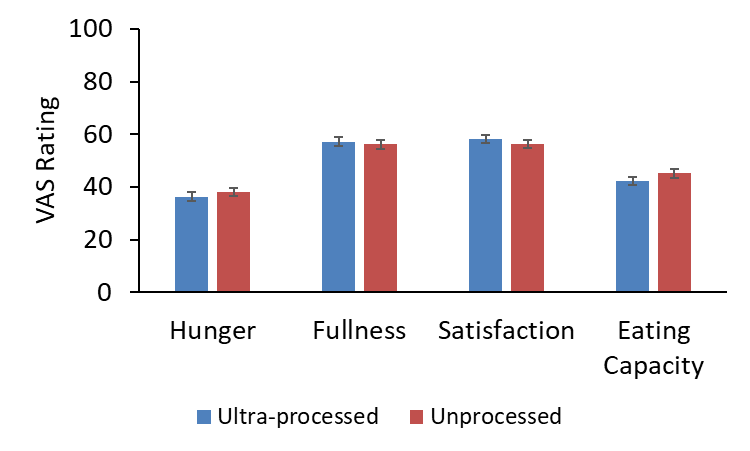 100
80
60
40
20
0
VAS Rating
Hunger Fullness Satisfaction Eating
Capacity
Ultra-processed Unprocessed